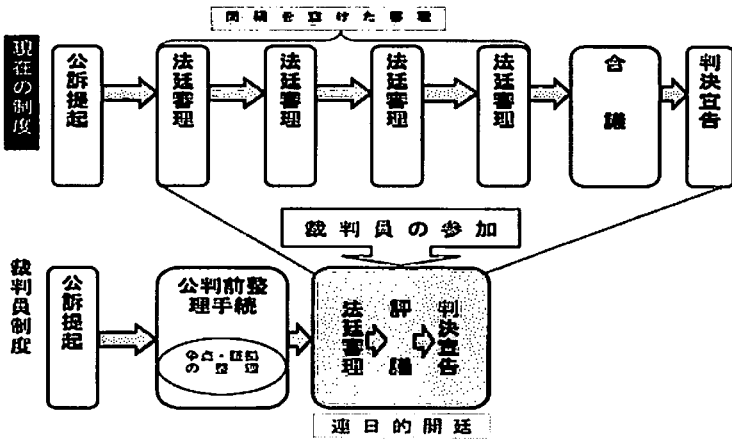 間隔を空けた審理
現在の制度
公訴提起
法廷審理
法廷審理
法廷審理
法廷審理
合議
判決宣告
裁判員の参加
裁判員制度
公訴提起
公判前整
理手続
争点・証拠
の整理
法廷審理
評議
判決宣告
連日的開廷